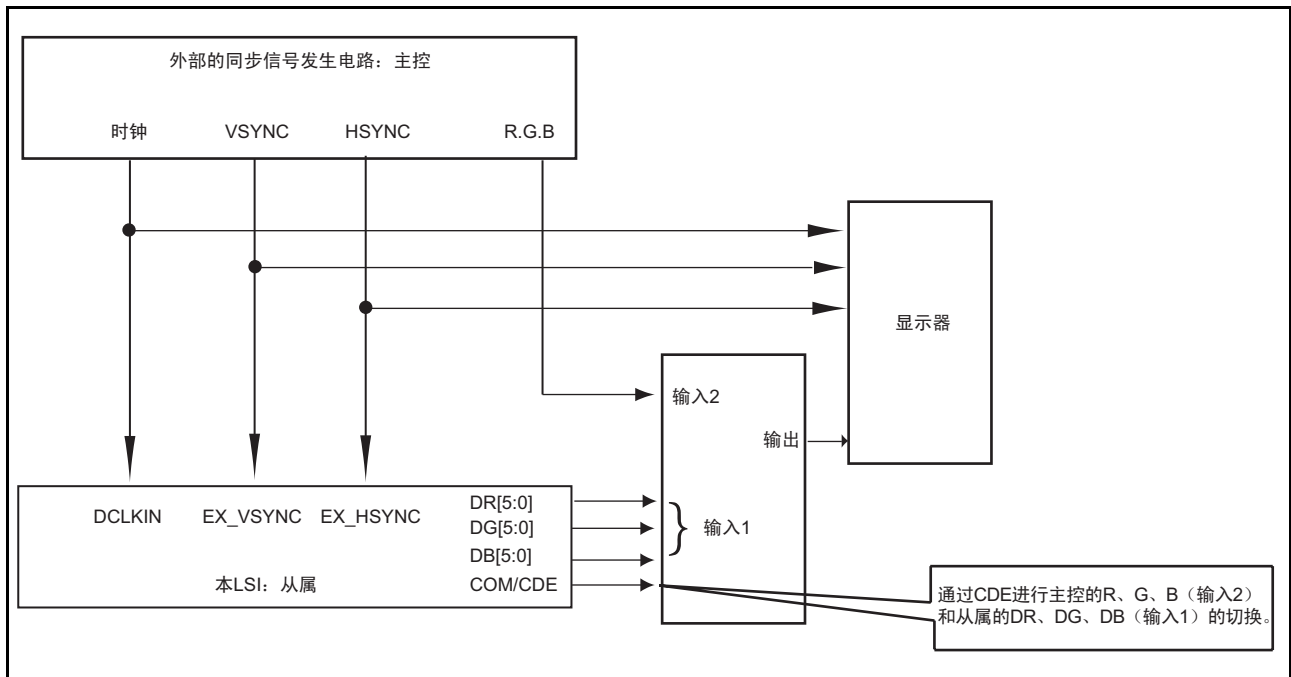 外部的同步信号发生电路：主控
时钟 VSYNC HSYNC R.G.B
显示器
输入2
输出
DR[5:0]
DCLKIN EX_VSYNC EX_HSYNC
DG[5:0]
输入1
DB[5:0]
本LSI：从属
COM/CDE
通过CDE进行主控的R、G、B（输入2）
和从属的DR、DG、DB（输入1）的切换。